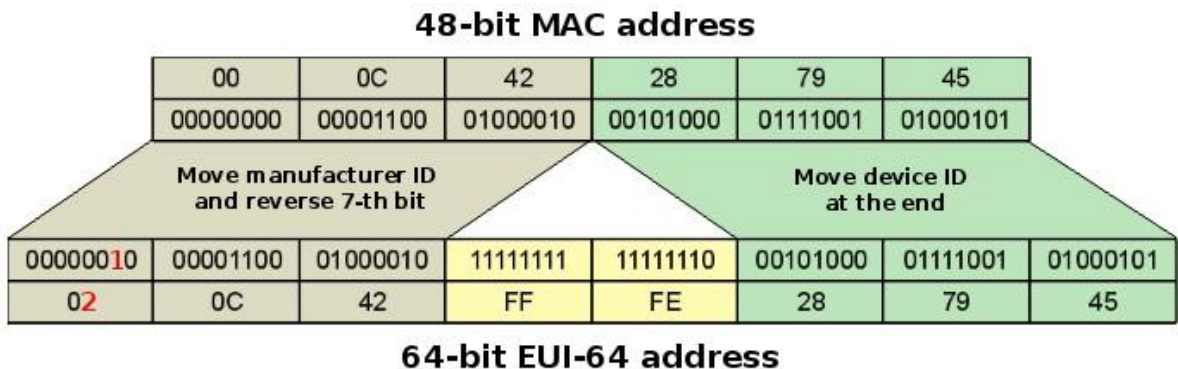 48-bit MAC address
00 0C 42 28 79 45
00000000 00001100 01000010 00101000 01111001 01000101
Move manufacturer ID
and reverse 7-th bit
Move device ID
at the end
00000010 00001100 01000010 11111111 11111110 00101000 01111001 01000101
02 0C 42 FF FE 28 79 45
64-bit EUI-64 address